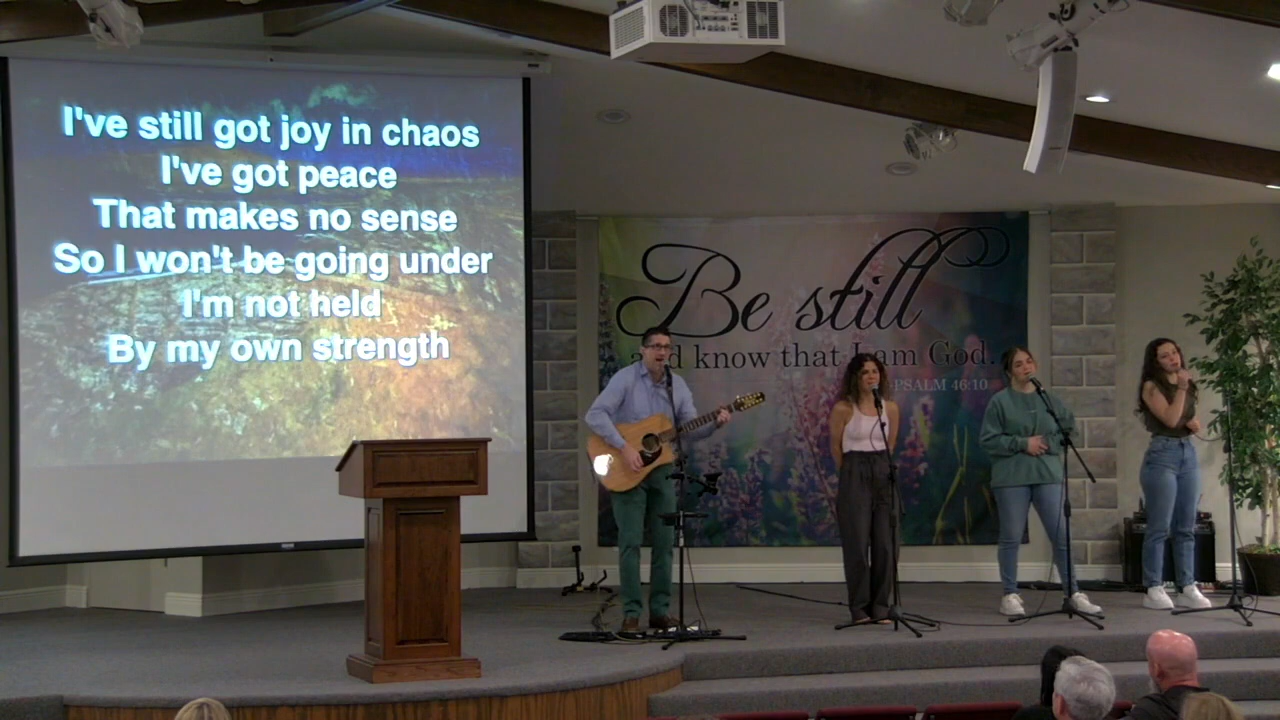 I've still got joy in chaos
I've got peace
That makes no sense
So I won't be going under
I'm not held
By my own strength
Be still
and know that I am God.
-PSALM 46:10